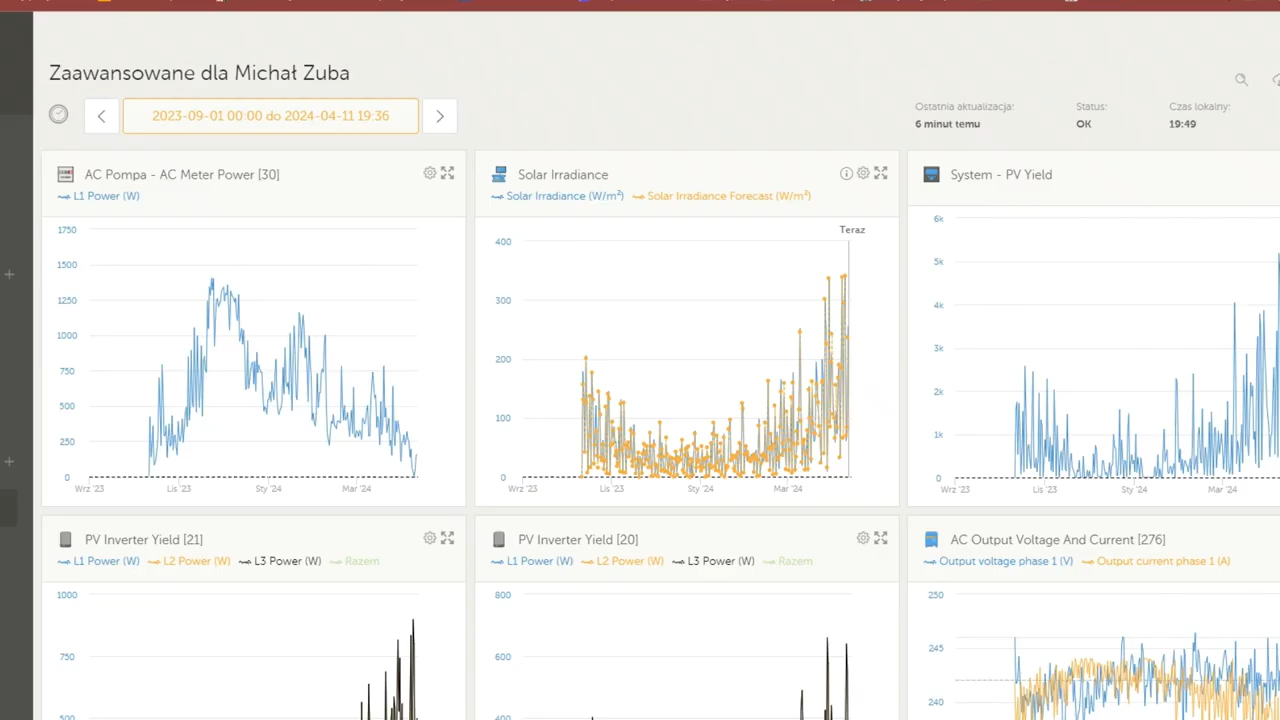 Zaawansowane dla Michał Zuba
2023-09-01 00:00 do 2024-04-11 19:36
Ostatnia aktualizacja:
6 minut temu
Status:
OK
Czas lokalny:
19:49
AC Pompa - AC Meter Power [30]
L1 Power (W)
1750
1500
1250
1000
750
500
250
0
Wrz '23
Lis '23
Sty '24
Mar '24
Solar Irradiance
Solar Irradiance (W/m²)
Solar Irradiance Forecast (W/m²)
Teraz
400
300
200
100
0
Wrz '23
Lis '23
Sty '24
Mar '24
System - PV Yield
6k
5k
4k
3k
2k
1k
0
Wrz '23
Lis '23
Sty '24
Mar '24
PV Inverter Yield [21]
L1 Power (W)
L2 Power (W)
L3 Power (W)
Razem
1000
750
500
PV Inverter Yield [20]
L1 Power (W)
L2 Power (W)
L3 Power (W)
Razem
800
600
400
AC Output Voltage And Current [276]
Output voltage phase 1 (V)
Output current phase 1 (A)
250
245
240